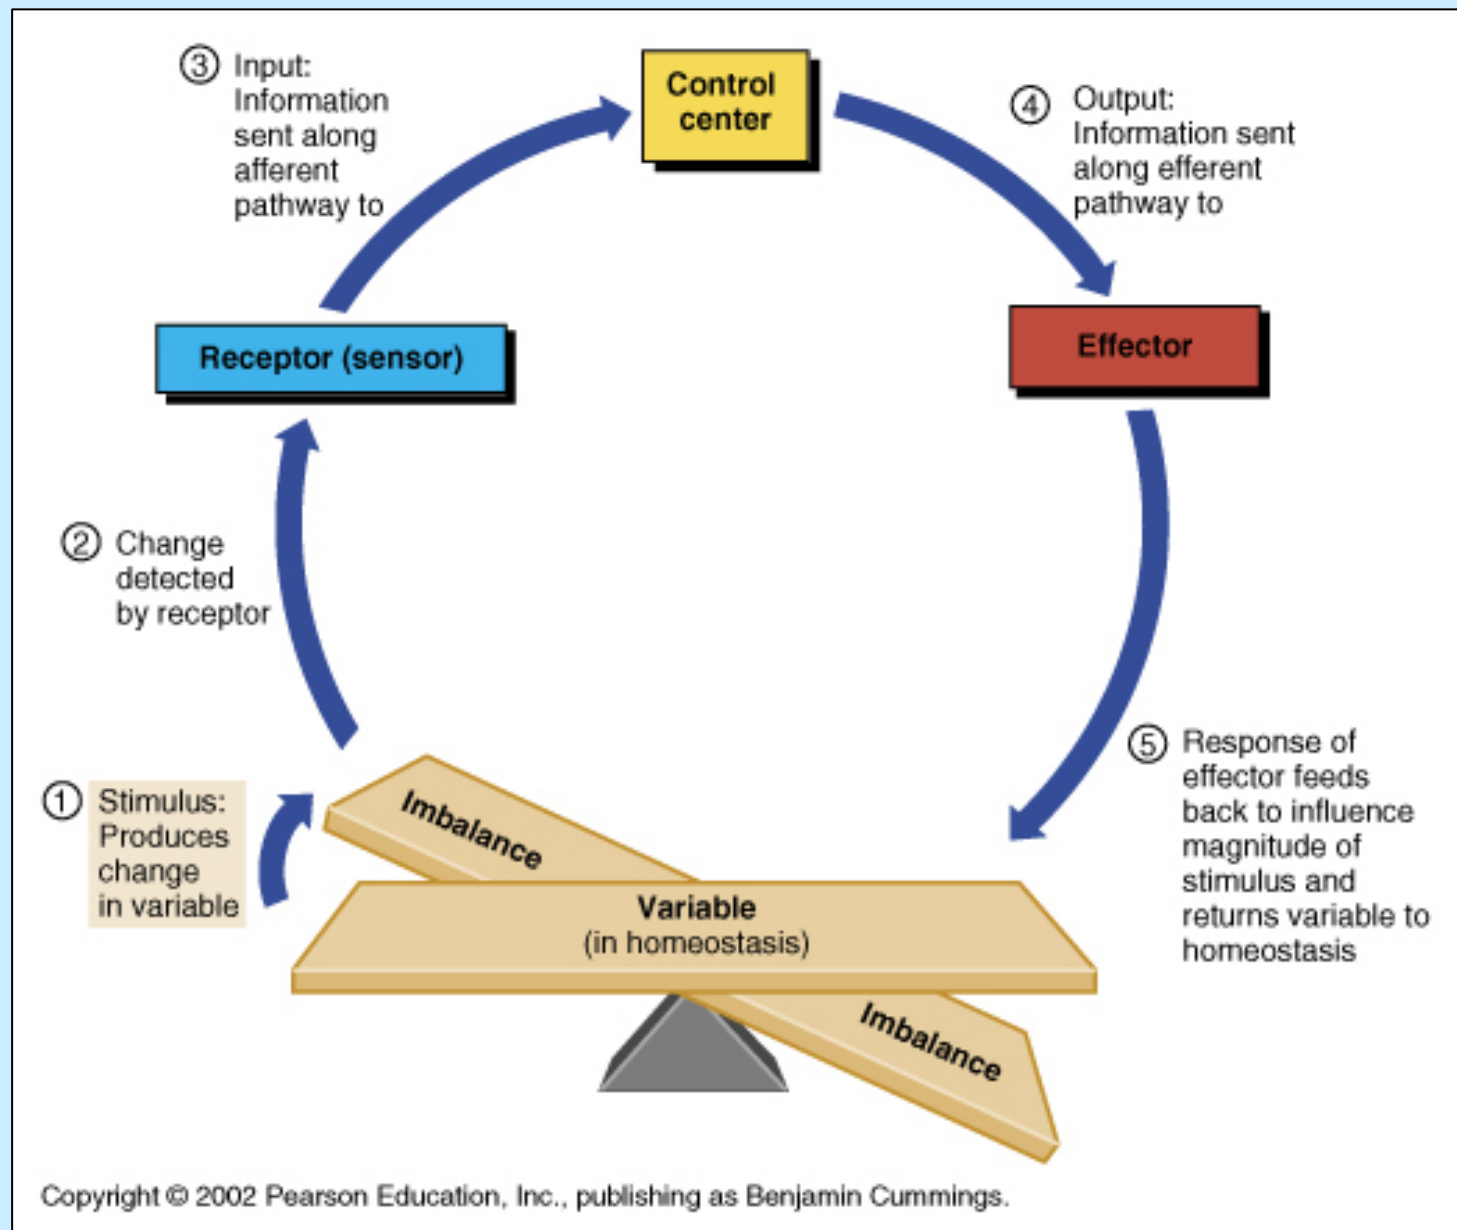 ③ Input:
Information
sent along
afferent
pathway to
Control
center
④ Output:
Information sent
along efferent
pathway to
Receptor (sensor)
Effector
② Change
detected
by receptor
① Stimulus:
Produces
change
in variable
Imbalance
Variable
(in homeostasis)
Imbalance
⑤ Response of
effector feeds
back to influence
magnitude of
stimulus and
returns variable to
homeostasis
Copyright © 2002 Pearson Education, Inc., publishing as Benjamin Cummings.